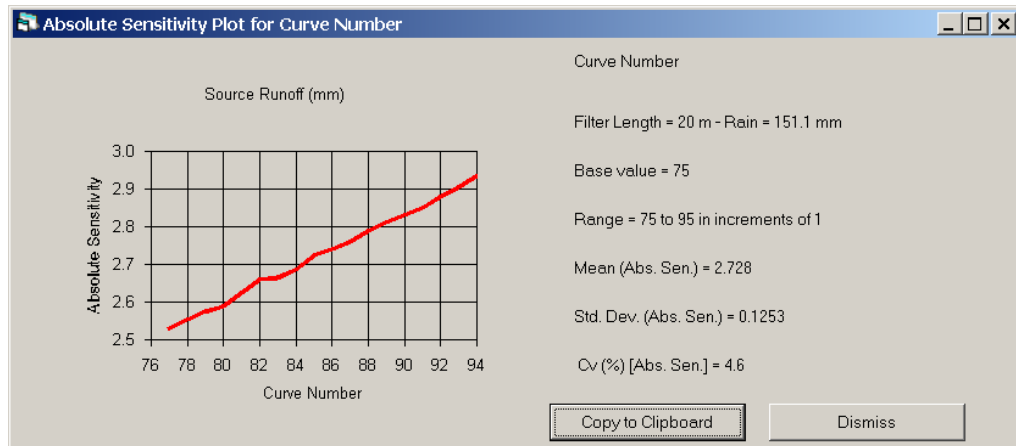 Absolute Sensitivity Plot for Curve Number
Source Runoff (mm)
Absolute Sensitivity
3.0
2.9
2.8
2.7
2.6
2.5
76 78 80 82 84 86 88 90 92 94
Curve Number
Curve Number
Filter Length = 20 m - Rain = 151.1 mm
Base value = 75
Range = 75 to 95 in increments of 1
Mean (Abs. Sen.) = 2.728
Std. Dev. (Abs. Sen.) = 0.1253
Cv (%) [Abs. Sen.] = 4.6
Copy to Clipboard
Dismiss